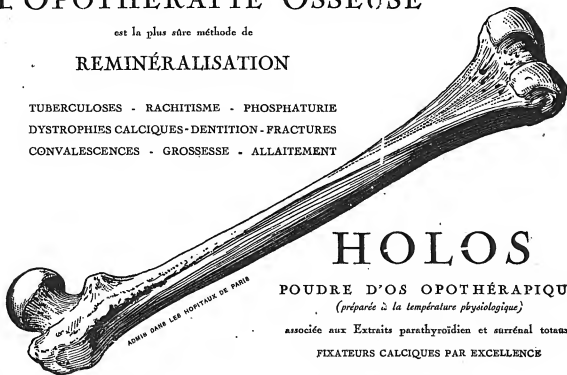 L'OPOTHÉRAPIE OSSEUSE
est la plus sûre méthode de
REMINÉRALISATION
TUBERCULOSES - RACHITISME - PHOSPHATURIE
DYSTROPHIES CALCIQUES - DENTITION - FRACTURES
CONVALESCENCES - GROSSESSE - ALLAITEMENT
ADMIS DANS LES HOPITAUX DE PARIS
HOLOS
POUDRE D'OS OPOTHÉRAPIQU
(préparée à la température physiologique)
associée aux Extraits parathyroïdien et surrénal totaux
FIXATEURS CALCIQUES PAR EXCELLENCE